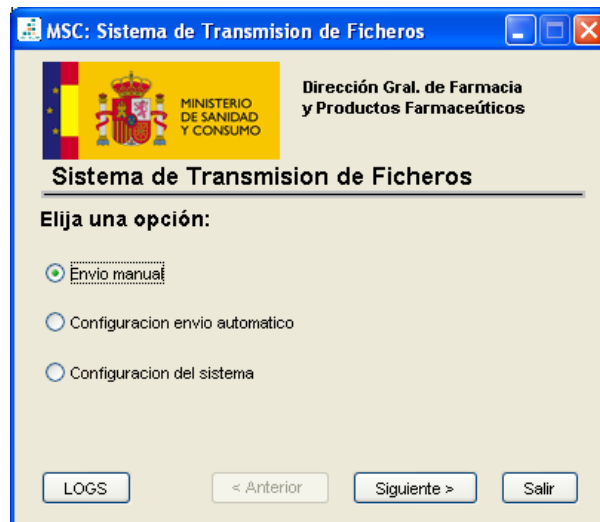 MSC: Sistema de Transmision de Ficheros
MINISTERIO
DE SANIDAD
Y CONSUMO
Dirección Gral. de Farmacia
y Productos Farmaceúticos
Sistema de Transmision de Ficheros
Elija una opción:
Envio manual
Configuracion envio automatico
Configuracion del sistema
LOGS
< Anterior
Siguiente >
Salir